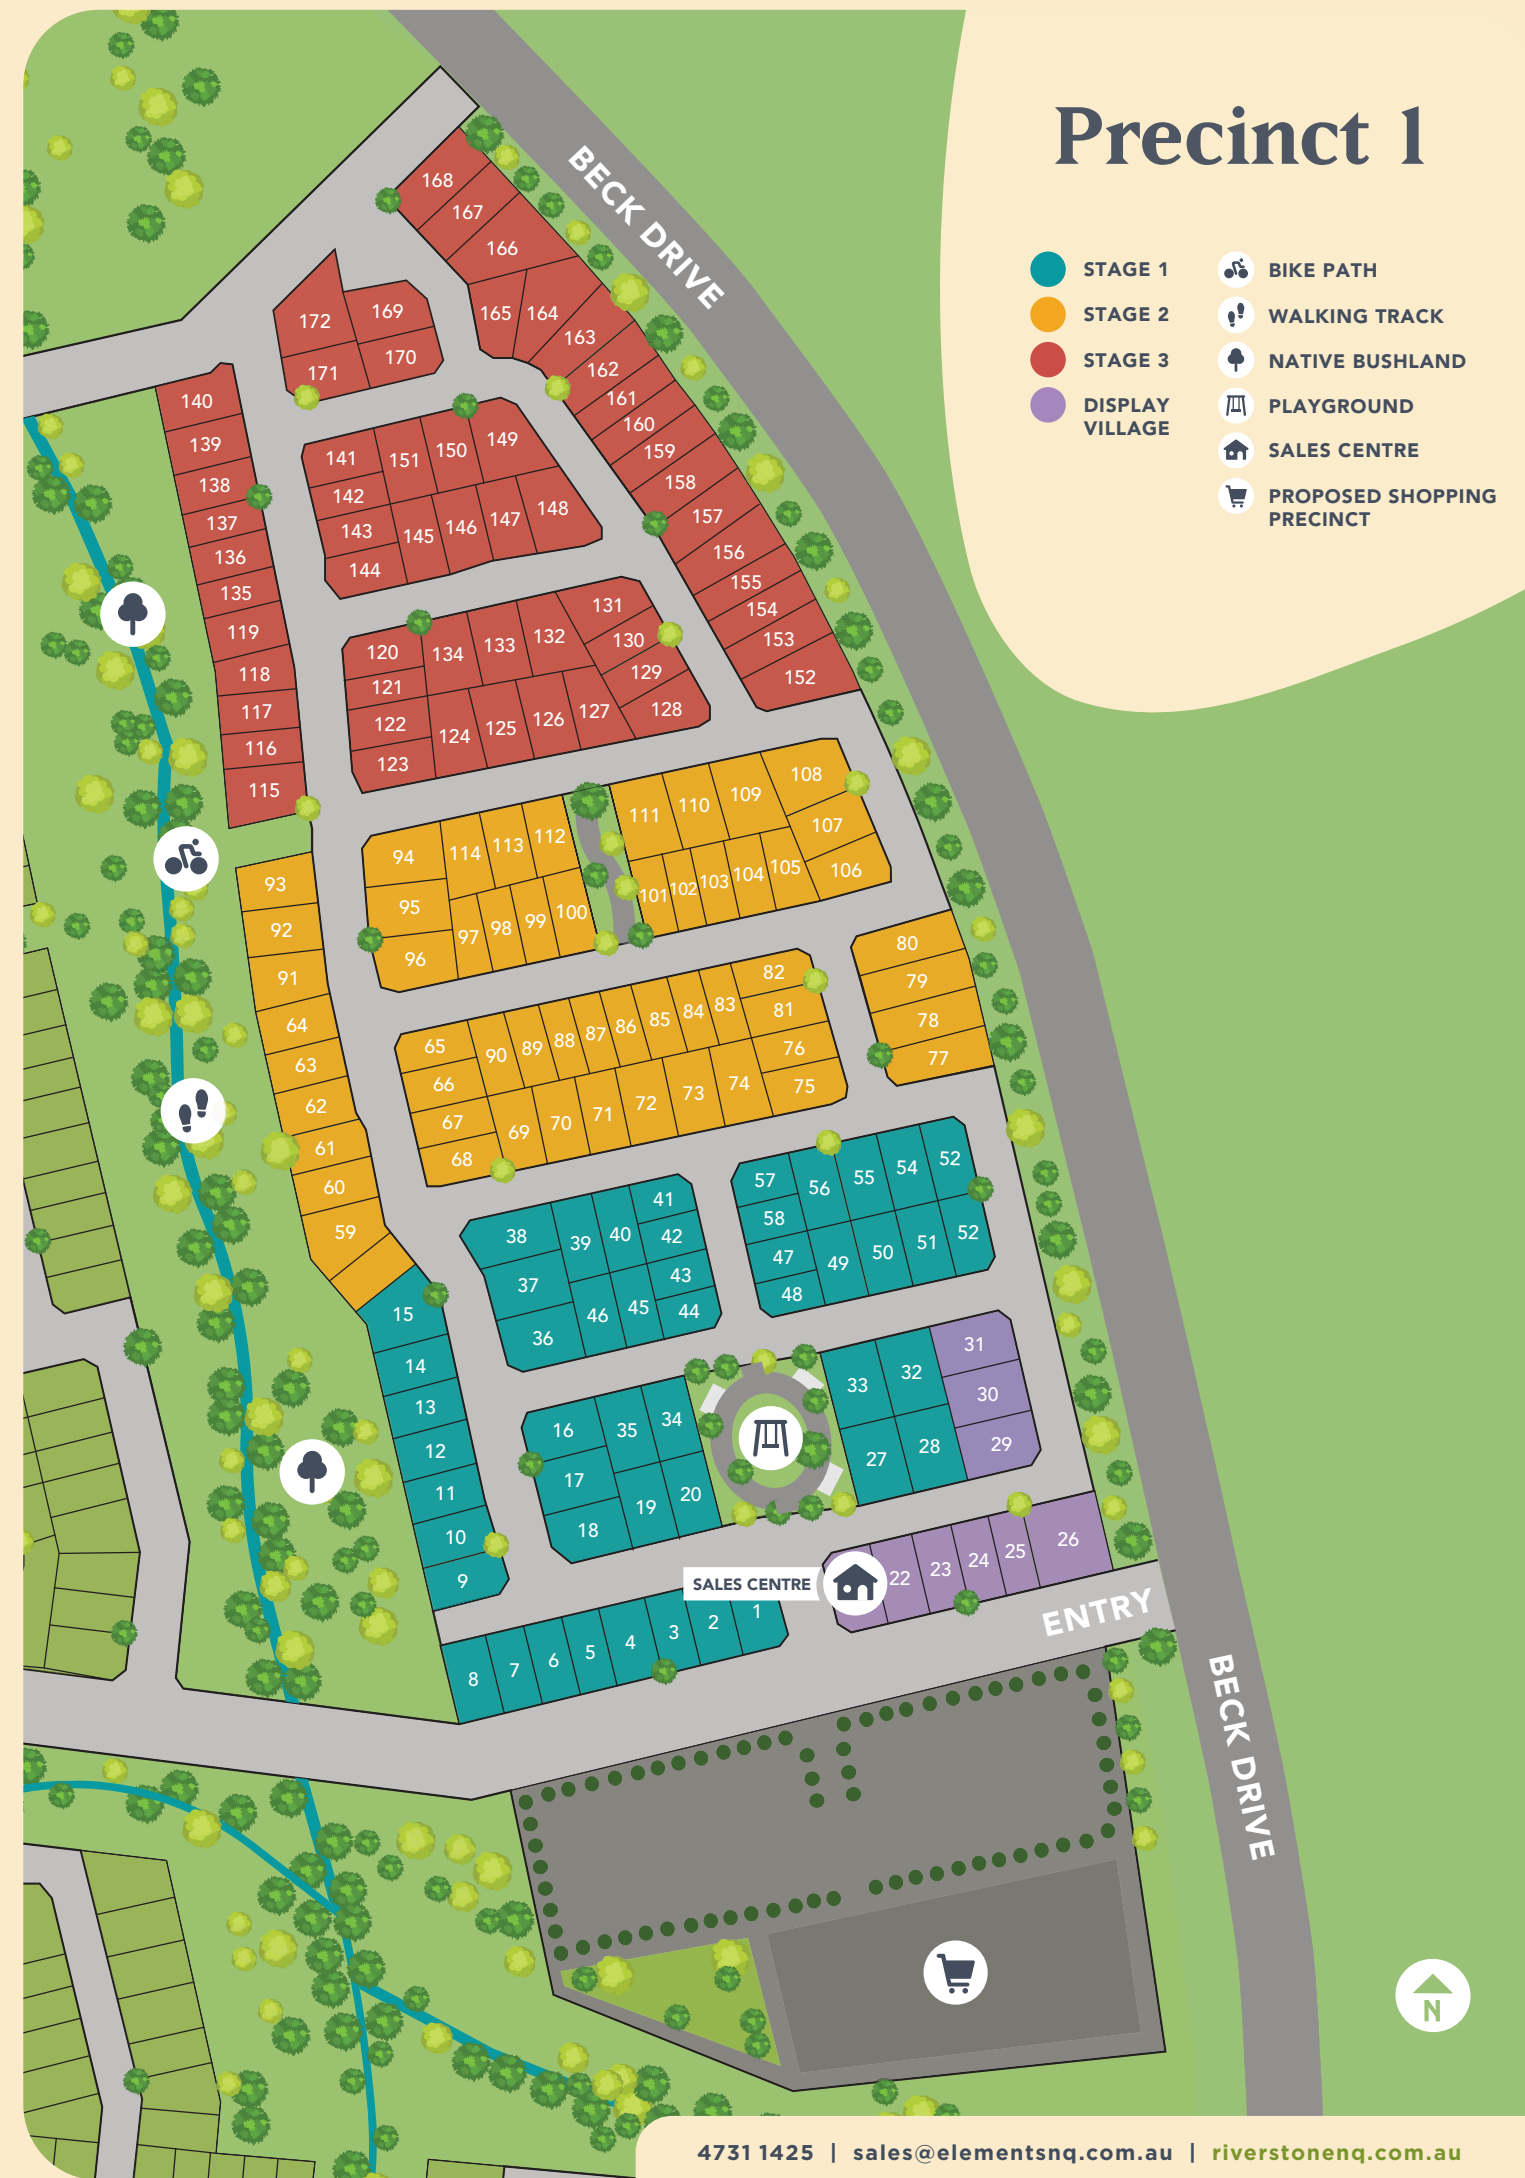 Precinct 1
STAGE 1
STAGE 2
STAGE 3
DISPLAY
VILLAGE
BIKE PATH
WALKING TRACK
NATIVE BUSHLAND
PLAYGROUND
SALES CENTRE
PROPOSED SHOPPING
PRECINCT
BECK DRIVE
168
167
166
165 164
163
162
161
160
159
158
157
156
155
154
153
152
172 169
171 170
140
139
138
137
136
135
119
118
117
116
115
141 151 150 149
142
143 145 146 147 148
144
120 134 133 132 131
130
121 129
122 124 125 126 127 128
123
94 114 113 112
95
96 97 98 99 100
111 110 109 108
107
101 102 103 104 105 106
93
92
91
64
63
62
61
60
59
80
79
78
77
65 90 89 88 87 86 85 84 83 82
66 81
67 76
68 69 70 71 72 73 74 75
38 39 40 41
42
37 43
36 46 45 44
57 56 55 54 52
58
47 49 50 51 52
48
15
14
13
12
11
10
9
16 35 34
17
18 19 20
33 32 31
30
27 28 29
SALES CENTRE
22 23 24 25 26
8 7 6 5 4 3 2 1
ENTRY
BECK DRIVE
N
4731 1425 | sales@elementsnq.com.au | riverstonenq.com.au